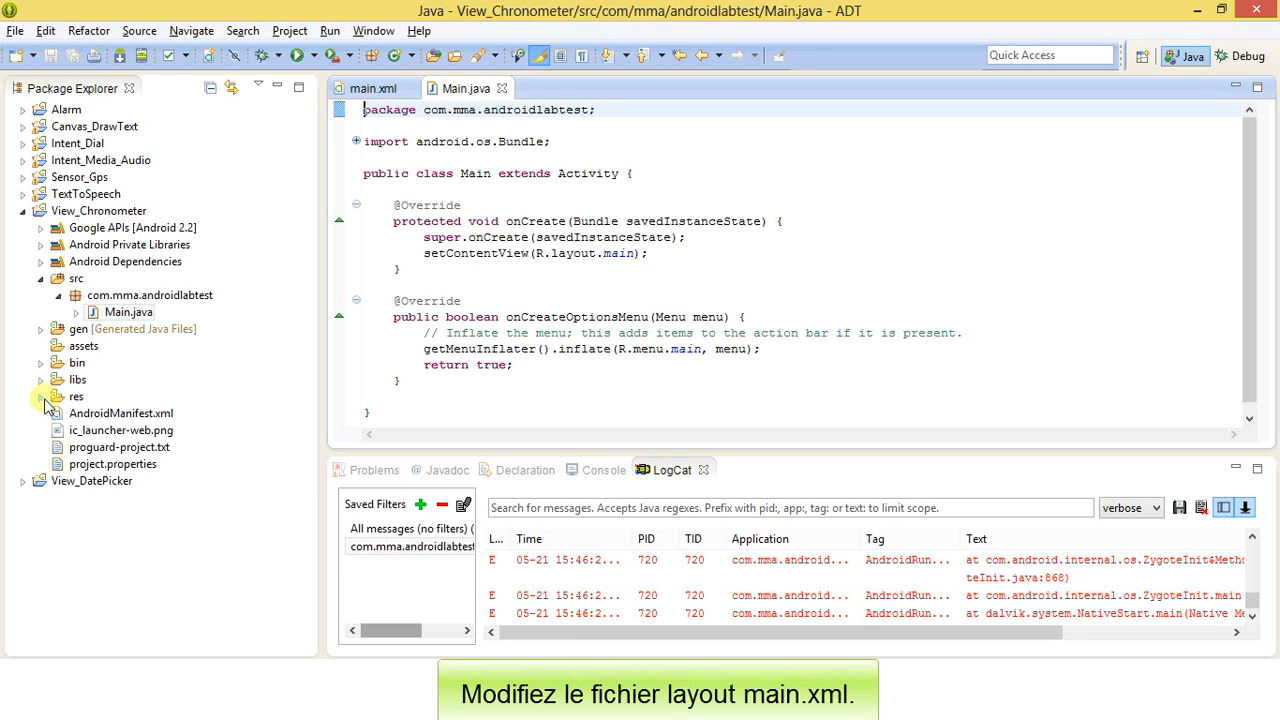 Java - View_Chronometer/src/com/mma/androidlabtest/Main.java - ADT
File Edit Refactor Source Navigate Search Project Run Window Help
Quick Access
Java
Debug
Package Explorer
Alarm
Canvas_DrawText
Intent_Dial
Intent_Media_Audio
Sensor_Gps
TextToSpeech
View_Chronometer
Google APIs [Android 2.2]
Android Private Libraries
Android Dependencies
src
com.mma.androidlabtest
Main.java
gen [Generated Java Files]
assets
bin
libs
res
AndroidManifest.xml
ic_launcher-web.png
proguard-project.txt
project.properties
View_DatePicker
main.xml
Main.java
package com.mma.androidlabtest;
import android.os.Bundle;
public class Main extends Activity {
@Override
protected void onCreate(Bundle savedInstanceState) {
super.onCreate(savedInstanceState);
setContentView(R.layout.main);
}
@Override
public boolean onCreateOptionsMenu(Menu menu) {
// Inflate the menu; this adds items to the action bar if it is present.
getMenuInflater().inflate(R.menu.main, menu);
return true;
}
}
Problems
@ Javadoc
Declaration
Console
LogCat
Saved Filters
All messages (no filters) (
com.mma.androidlabtest
Search for messages. Accepts Java regexes. Prefix with pid:, app:, tag: or text: to limit scope.
verbose
L... Time PID TID Application Tag Text
E 05-21 15:46:2... 720 720 com.mma.android... AndroidRun... at com.android.internal.os.ZygoteInit$Metho
teInit.java:868)
E 05-21 15:46:2... 720 720 com.mma.android... AndroidRun... at com.android.internal.os.ZygoteInit.main
E 05-21 15:46:2... 720 720 com.mma.android... AndroidRun... at dalvik.system.NativeStart.main(Native Me
Modifiez le fichier layout main.xml.